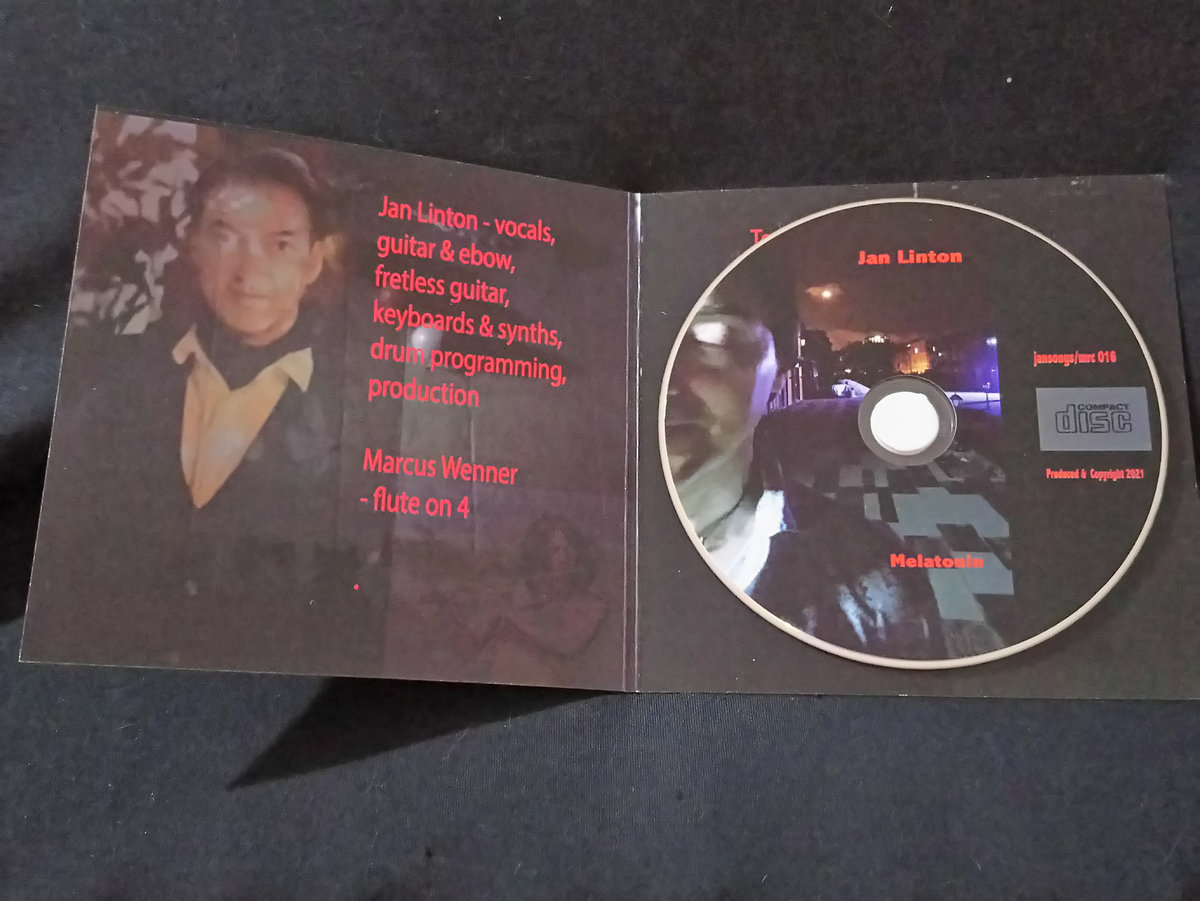 Jan Linton - vocals,
guitar & ebow,
fretless guitar,
keyboards & synths,
drum programming,
production
Marcus Wenner
- flute on 4
Jan Linton
jansongs/mrc 016
COMPACT
disc
Produced & Copyright 2021
Melatonin